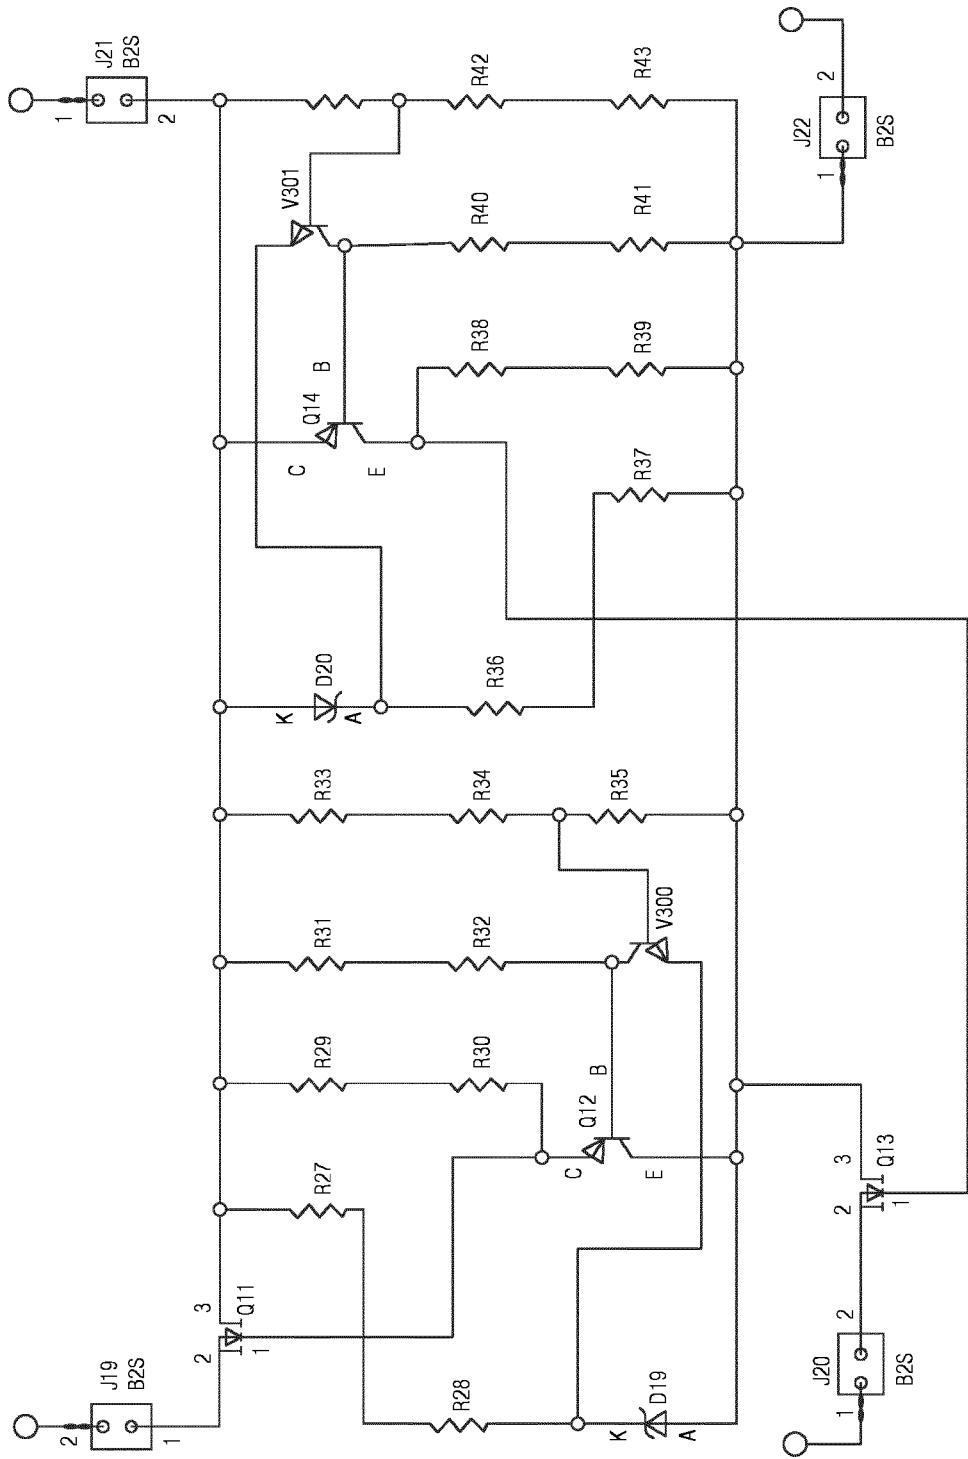 J21
B2S
1
2
R42
R43
V301
R40
R41
2
J22
B2S
1
B
Q14
C
E
R38
R39
R37
D20
K
A
R36
R33
R34
R35
R31
R32
V300
R29
R30
B
Q12
C
E
R27
3
Q11
2
1
3
Q13
2
1
J19
B2S
2
1
R28
D19
K
A
2
J20
B2S
1